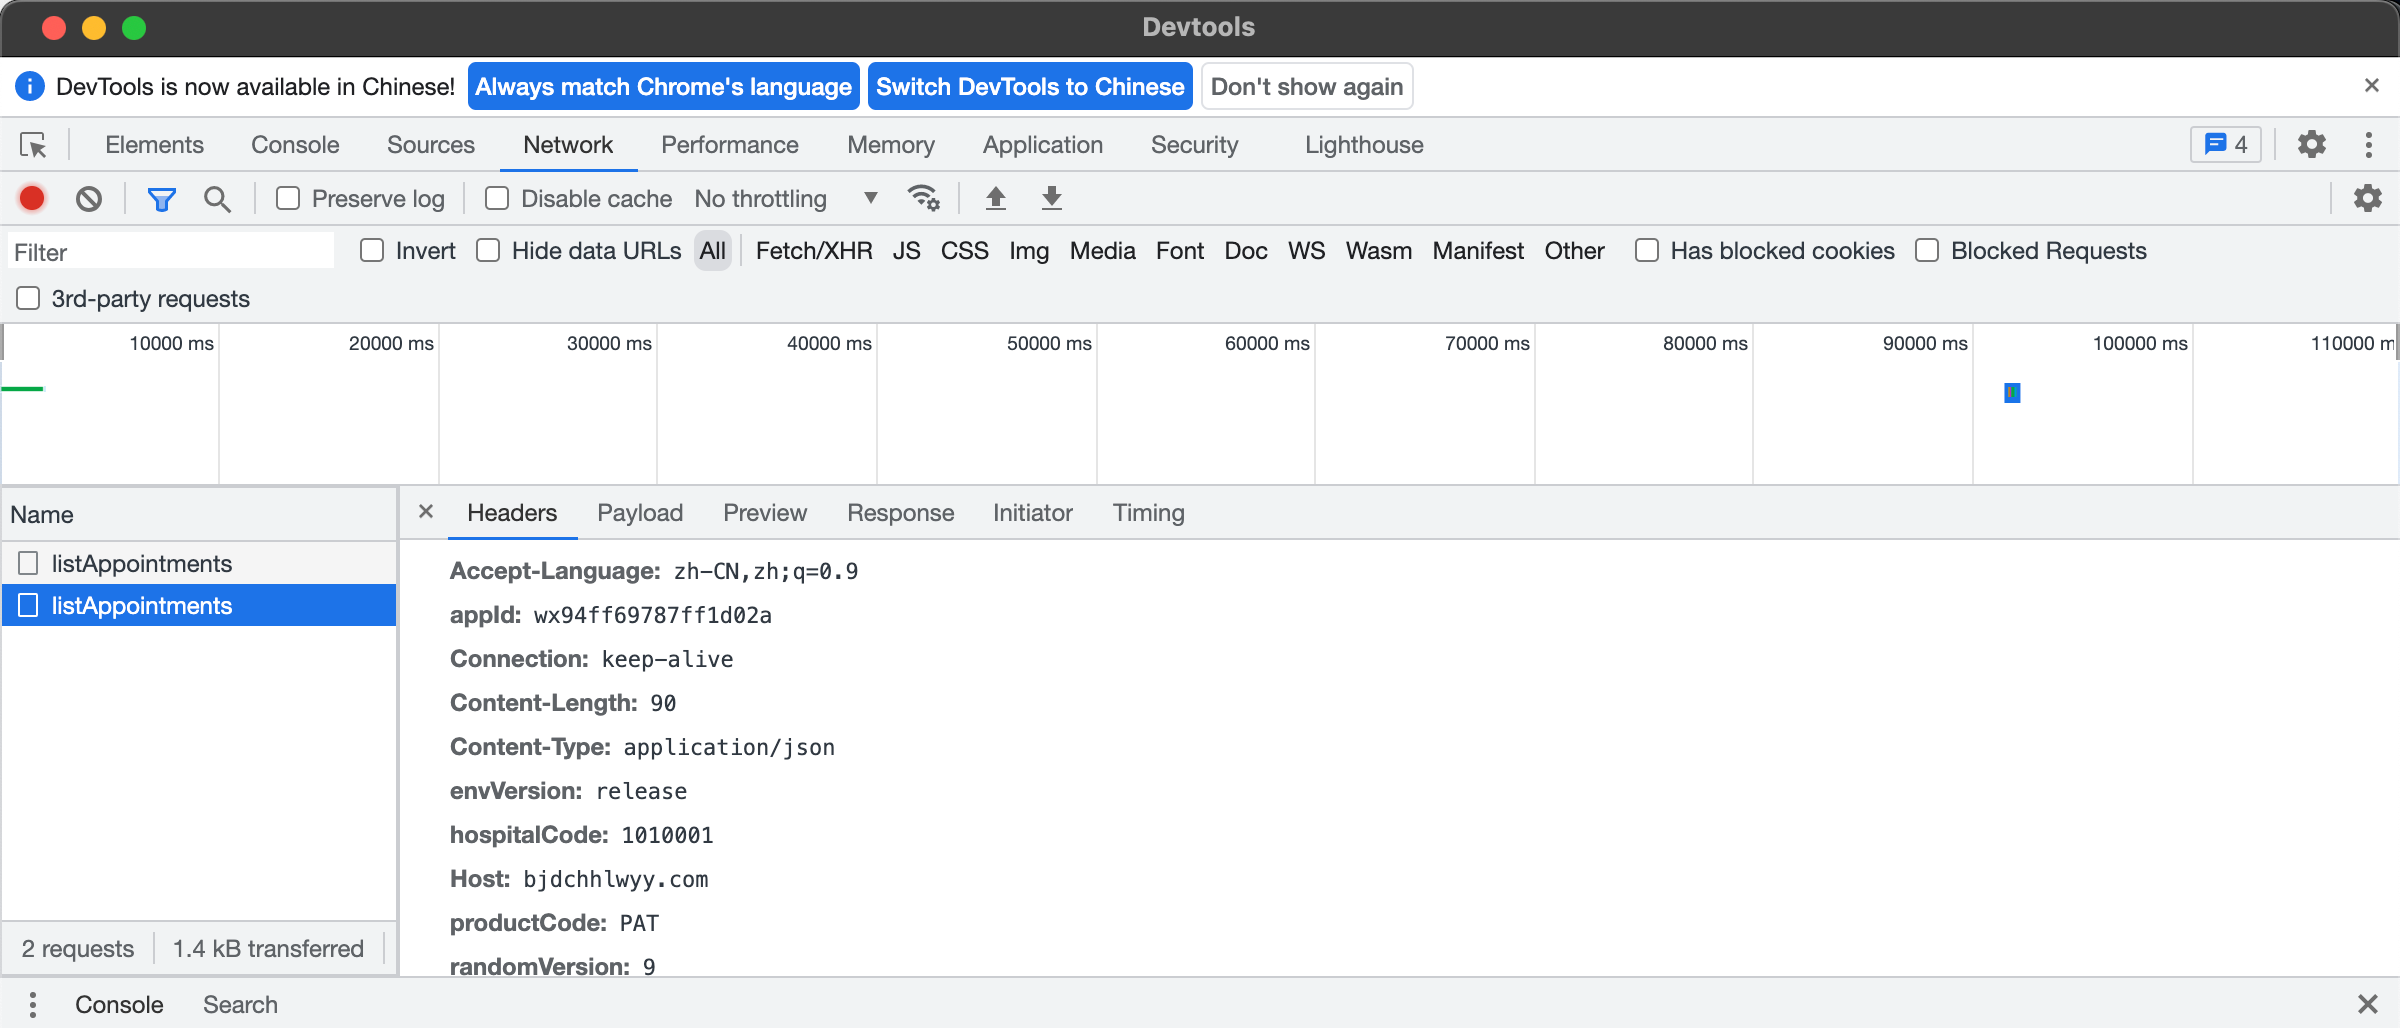 Devtools
DevTools is now available in Chinese! Always match Chrome's language Switch DevTools to Chinese Don't show again
Elements Console Sources Network Performance Memory Application Security Lighthouse 4
Preserve log Disable cache No throttling
Filter Invert Hide data URLs All Fetch/XHR JS CSS Img Media Font Doc WS Wasm Manifest Other Has blocked cookies Blocked Requests
3rd-party requests
10000 ms 20000 ms 30000 ms 40000 ms 50000 ms 60000 ms 70000 ms 80000 ms 90000 ms 100000 ms 110000 m
Name
listAppointments
listAppointments
2 requests 1.4 kB transferred
Headers Payload Preview Response Initiator Timing
Accept-Language: zh-CN,zh;q=0.9
appId: wx94ff69787ff1d02a
Connection: keep-alive
Content-Length: 90
Content-Type: application/json
envVersion: release
hospitalCode: 1010001
Host: bjdchhlwyy.com
productCode: PAT
randomVersion: 9
Console Search